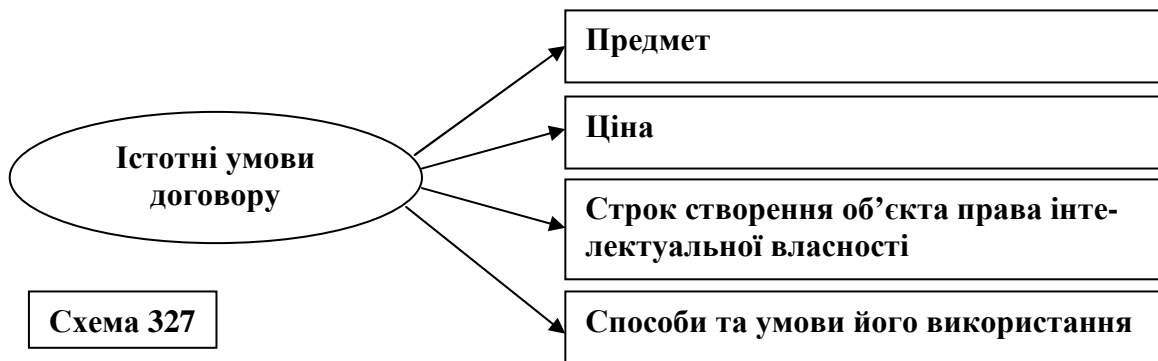 Предмет
Ціна
Істотні умови
договору
Строк створення об’єкта права інте-
лектуальної власності
Способи та умови його використання
Схема 327